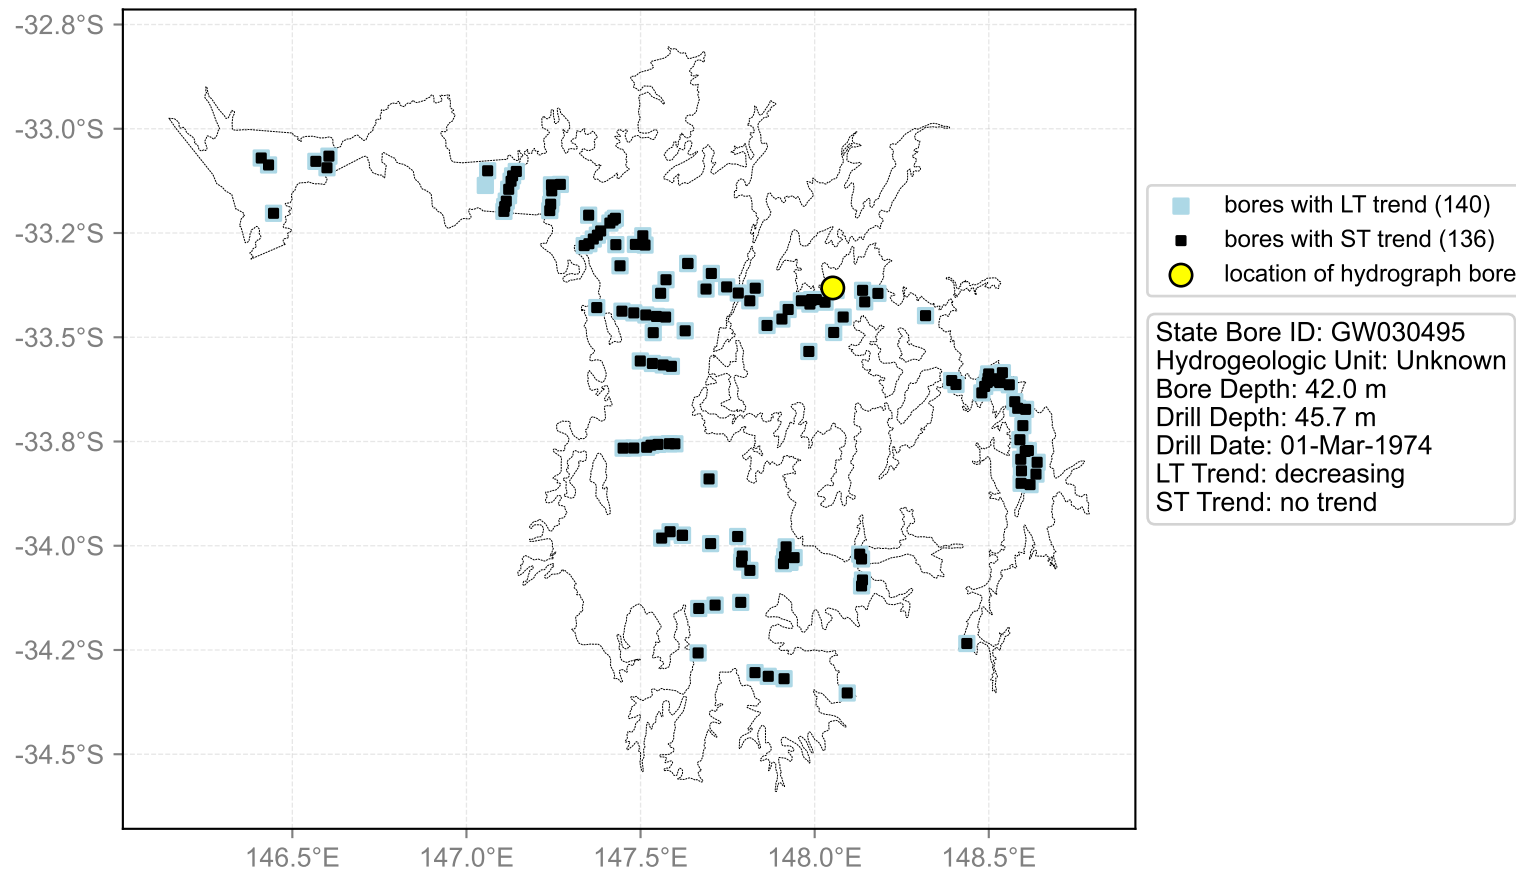 -32.8°S
-33.0°S
-33.2°S
-33.5°S
-33.8°S
-34.0°S
-34.2°S
-34.5°S
146.5°E
147.0°E
147.5°E
148.0°E
148.5°E
bores with LT trend (140)
bores with ST trend (136)
location of hydrograph bore
State Bore ID: GW030495
Hydrogeologic Unit: Unknown
Bore Depth: 42.0 m
Drill Depth: 45.7 m
Drill Date: 01-Mar-1974
LT Trend: decreasing
ST Trend: no trend